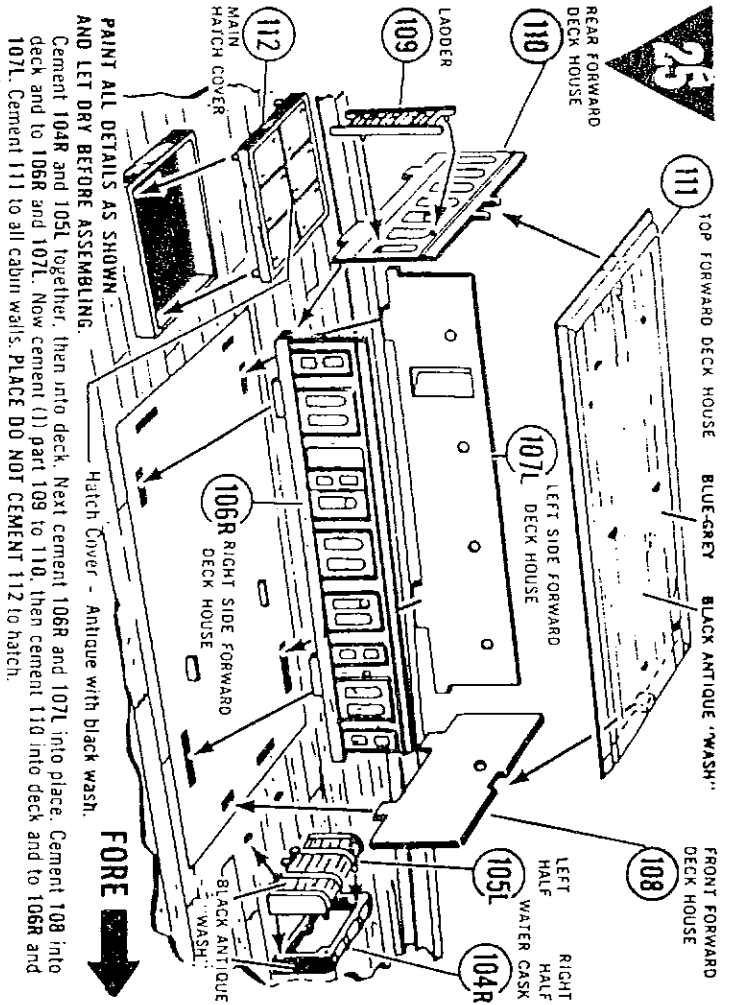 25
REAR FORWARD
DECK HOUSE
110
LADDER
109
112
MAIN
HATCH COVER
111
TOP FORWARD DECK HOUSE
BLUE-GREY
BLACK ANTIQUE "WASH"
107L
LEFT SIDE FORWARD
DECK HOUSE
106R
RIGHT SIDE FORWARD
DECK HOUSE
FRONT FORWARD
DECK HOUSE
108
LEFT
HALF
RIGHT
HALF
WATER CASK
105L
104R
BLACK ANTIQUE
"WASH"
FORE
Hatch Cover - Antique with black wash.
PAINT ALL DETAILS AS SHOWN -
AND LET DRY BEFORE ASSEMBLING.
Cement 104R and 105L together, then into deck. Next cement 106R and 107L into place. Cement 108 into
deck and to 106R and 107L. Now cement (1) part 109 to 110, then cement 110 into deck and to 106R and
107L. Cement 111 to all cabin walls. PLACE DO NOT CEMENT 112 to hatch.